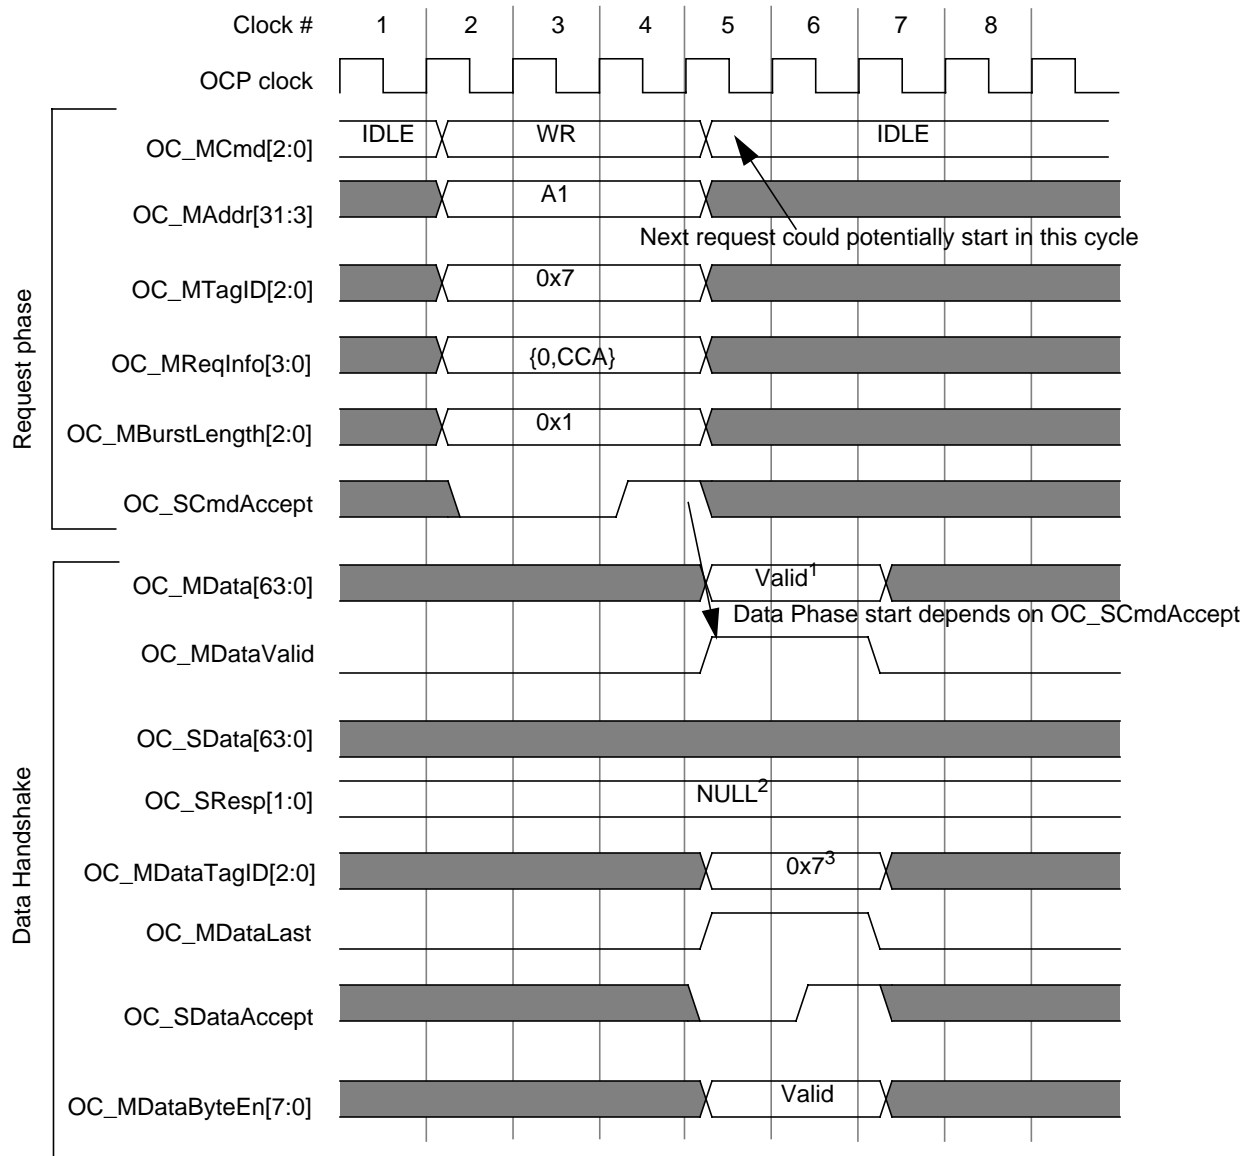 Clock # 1 2 3 4 5 6 7 8
OCP clock
OC_MCmd[2:0] IDLE WR IDLE
OC_MAddr[31:3] A1
Next request could potentially start in this cycle
OC_MTagID[2:0] 0x7
OC_MReqInfo[3:0] {0,CCA}
OC_MBurstLength[2:0] 0x1
OC_SCmdAccept
Request phase
OC_MData[63:0] Valid1
Data Phase start depends on OC_SCmdAccept
OC_MDataValid
OC_SData[63:0]
OC_SResp[1:0] NULL2
OC_MDataTagID[2:0] 0x73
OC_MDataLast
OC_SDataAccept
OC_MDataByteEn[7:0] Valid
Data Handshake